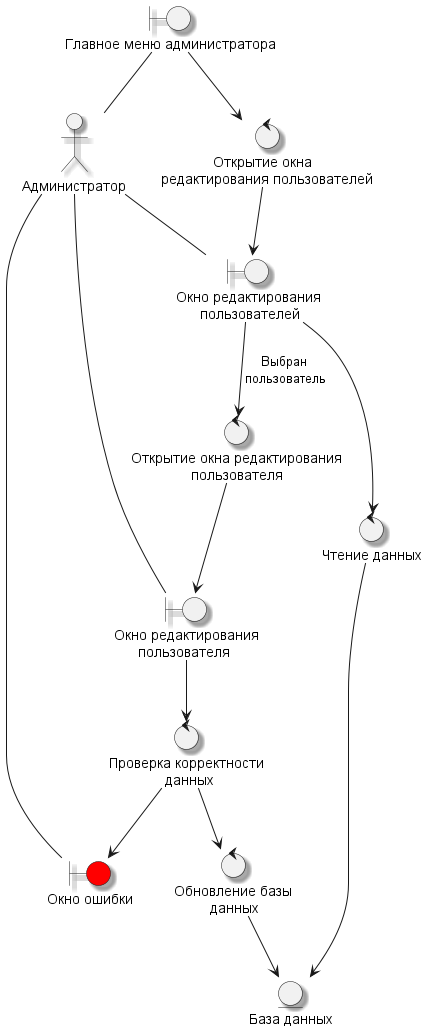 Главное меню администратора
Администратор
Открытие окна
редактирования пользователей
Окно редактирования
пользователей
Выбран
пользователь
Открытие окна редактирования
пользователя
Чтение данных
Окно редактирования
пользователя
Проверка корректности
данных
Окно ошибки
Обновление базы
данных
База данных